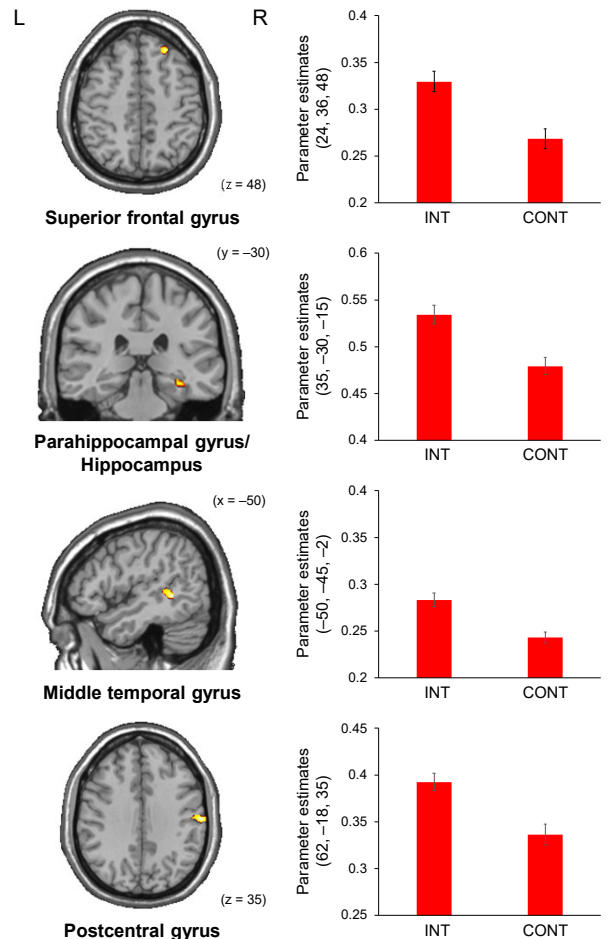 L
R
(z = 48)
Superior frontal gyrus
Parameter estimates
(24, 36, 48)
0.4
0.35
0.3
0.25
0.2
INT
CONT
(y = –30)
Parahippocampal gyrus/
Hippocampus
Parameter estimates
(35, –30, –15)
0.6
0.55
0.5
0.45
0.4
INT
CONT
(x = –50)
Middle temporal gyrus
Parameter estimates
(–50, –45, –2)
0.4
0.35
0.3
0.25
0.2
INT
CONT
(z = 35)
Postcentral gyrus
Parameter estimates
(62, –18, 35)
0.45
0.4
0.35
0.3
0.25
INT
CONT